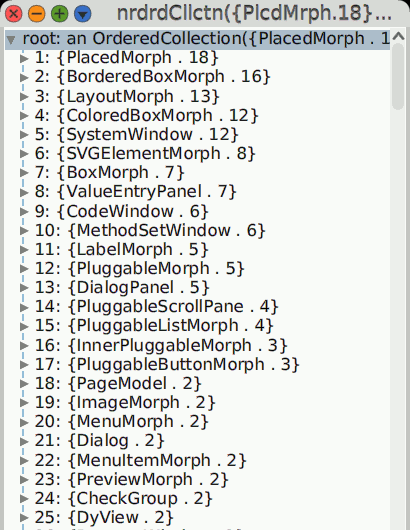 nrdrdCllctn({PlcdMrph.18}...
root: an OrderedCollection({PlacedMorph . 1
1: {PlacedMorph . 18}
2: {BorderedBoxMorph . 16}
3: {LayoutMorph . 13}
4: {ColoredBoxMorph . 12}
5: {SystemWindow . 12}
6: {SVGElementMorph . 8}
7: {BoxMorph . 7}
8: {ValueEntryPanel . 7}
9: {CodeWindow . 6}
10: {MethodSetWindow . 6}
11: {LabelMorph . 5}
12: {PluggableMorph . 5}
13: {DialogPanel . 5}
14: {PluggableScrollPane . 4}
15: {PluggableListMorph . 4}
16: {InnerPluggableMorph . 3}
17: {PluggableButtonMorph . 3}
18: {PageModel . 2}
19: {ImageMorph . 2}
20: {MenuMorph . 2}
21: {Dialog . 2}
22: {MenuItemMorph . 2}
23: {PreviewMorph . 2}
24: {CheckGroup . 2}
25: {DyView . 2}